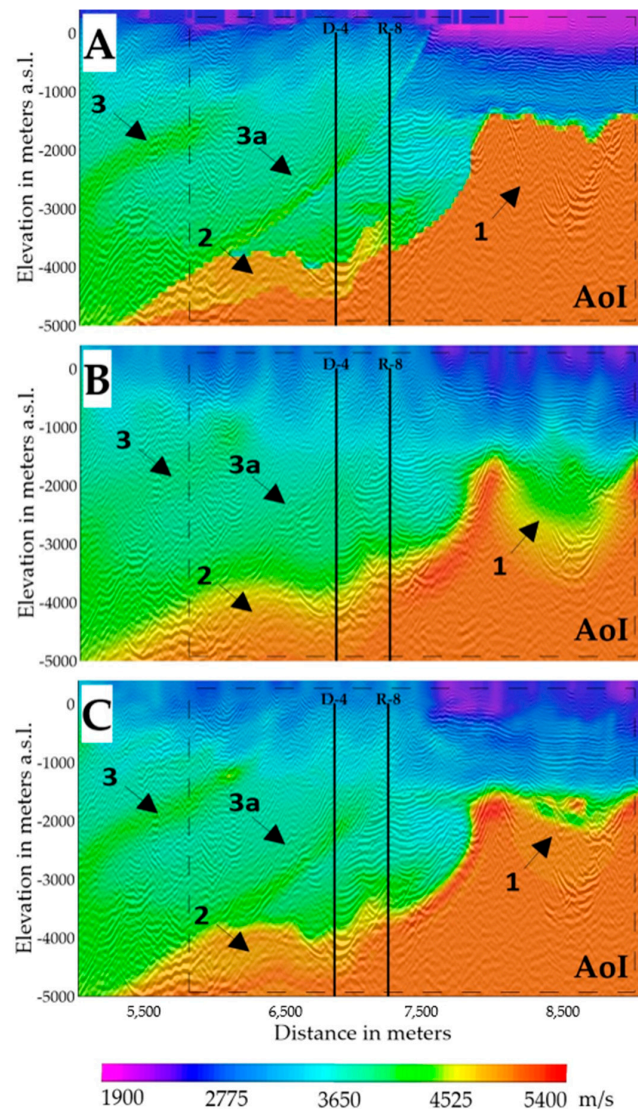 A
D-4
R-8
0
-1000
-2000
-3000
-4000
-5000
Elevation in meters a.s.l.
3
3a
2
1
AoI
B
D-4
R-8
0
-1000
-2000
-3000
-4000
-5000
Elevation in meters a.s.l.
3
3a
2
1
AoI
C
D-4
R-8
0
-1000
-2000
-3000
-4000
-5000
Elevation in meters a.s.l.
3
3a
2
1
AoI
5,500 6,500 7,500 8,500
Distance in meters
1900 2775 3650 4525 5400 m/s